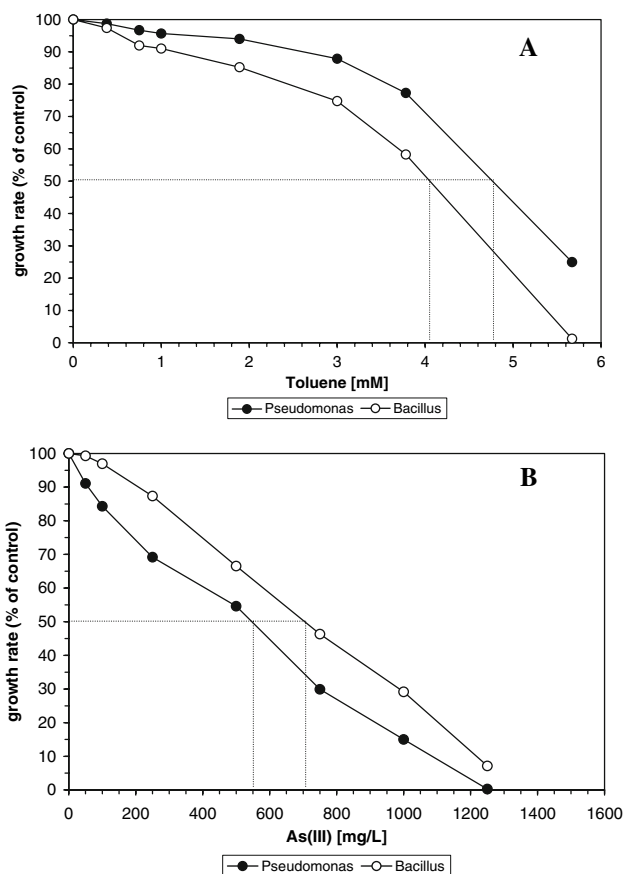 A
growth rate (% of control)
100
90
80
70
60
50
40
30
20
10
0
0 1 2 3 4 5 6
Toluene [mM]
Pseudomonas Bacillus
B
growth rate (% of control)
100
90
80
70
60
50
40
30
20
10
0
0 200 400 600 800 1000 1200 1400 1600
As(III) [mg/L]
Pseudomonas Bacillus